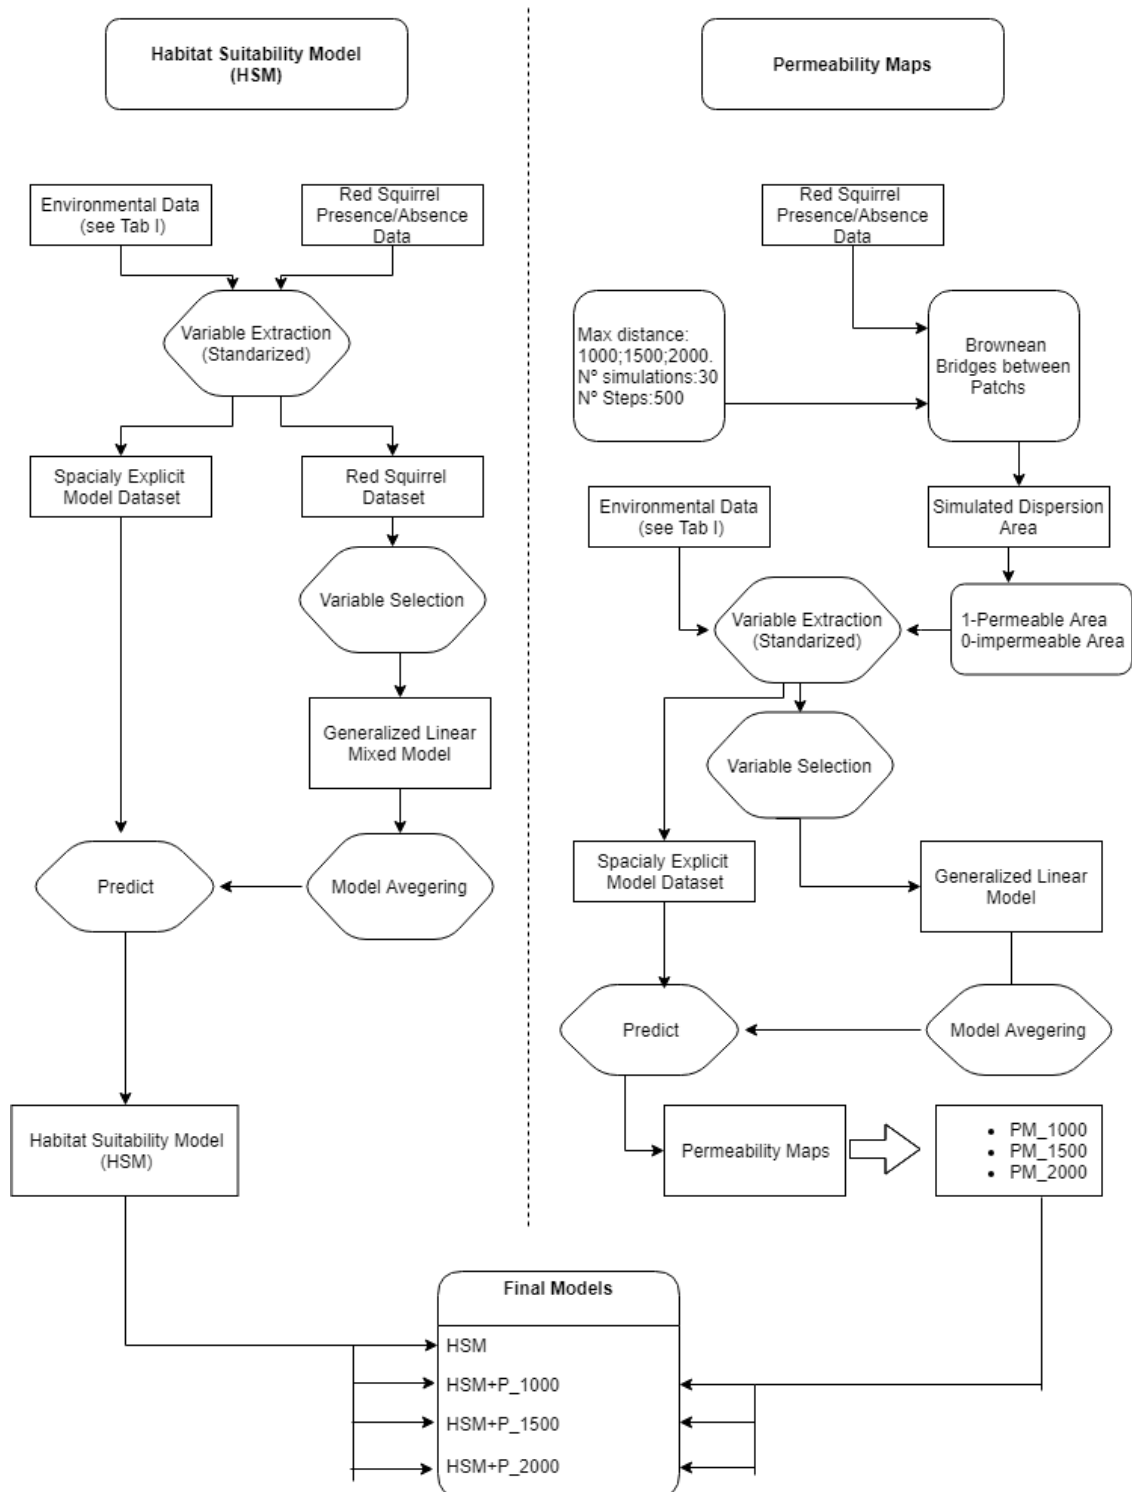 Habitat Suitability Model
(HSM)
Permeability Maps
Environmental Data
(see Tab I)
Red Squirrel
Presence/Absence
Data
Variable Extraction
(Standarized)
Spacialy Explicit
Model Dataset
Red Squirrel
Dataset
Variable Selection
Generalized Linear
Mixed Model
Predict
Model Avegering
Habitat Suitability Model
(HSM)
Red Squirrel
Presence/Absence
Data
Max distance:
1000;1500;2000.
Nº simulations:30
Nº Steps:500
Brownean
Bridges between
Patchs
Environmental Data
(see Tab I)
Simulated Dispersion
Area
Variable Extraction
(Standarized)
1-Permeable Area
0-impermeable Area
Variable Selection
Spacialy Explicit
Model Dataset
Generalized Linear
Model
Predict
Model Avegering
Permeability Maps
• PM_1000
• PM_1500
• PM_2000
Final Models
HSM
HSM+P_1000
HSM+P_1500
HSM+P_2000